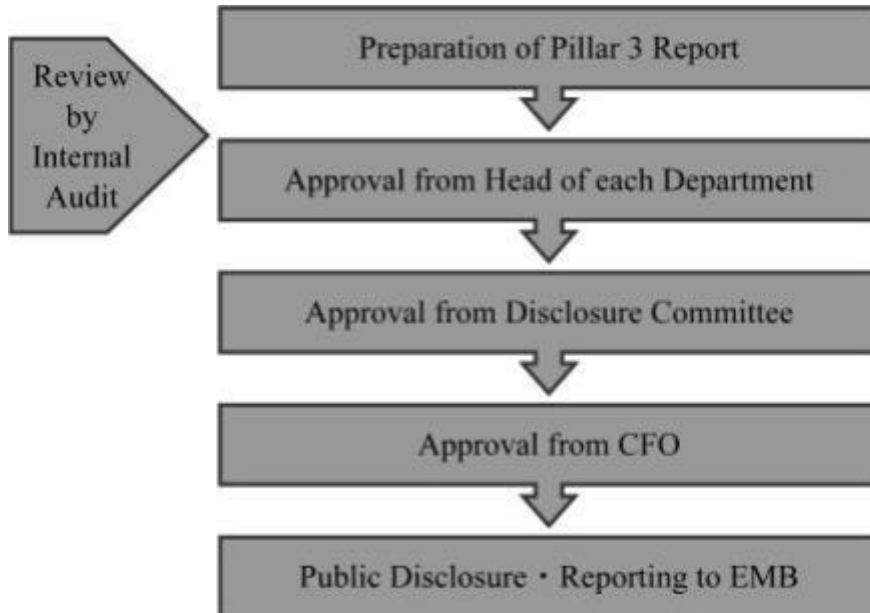 Review
by
Internal
Audit
Preparation of Pillar 3 Report
Approval from Head of each Department
Approval from Disclosure Committee
Approval from CFO
Public Disclosure・Reporting to EMB